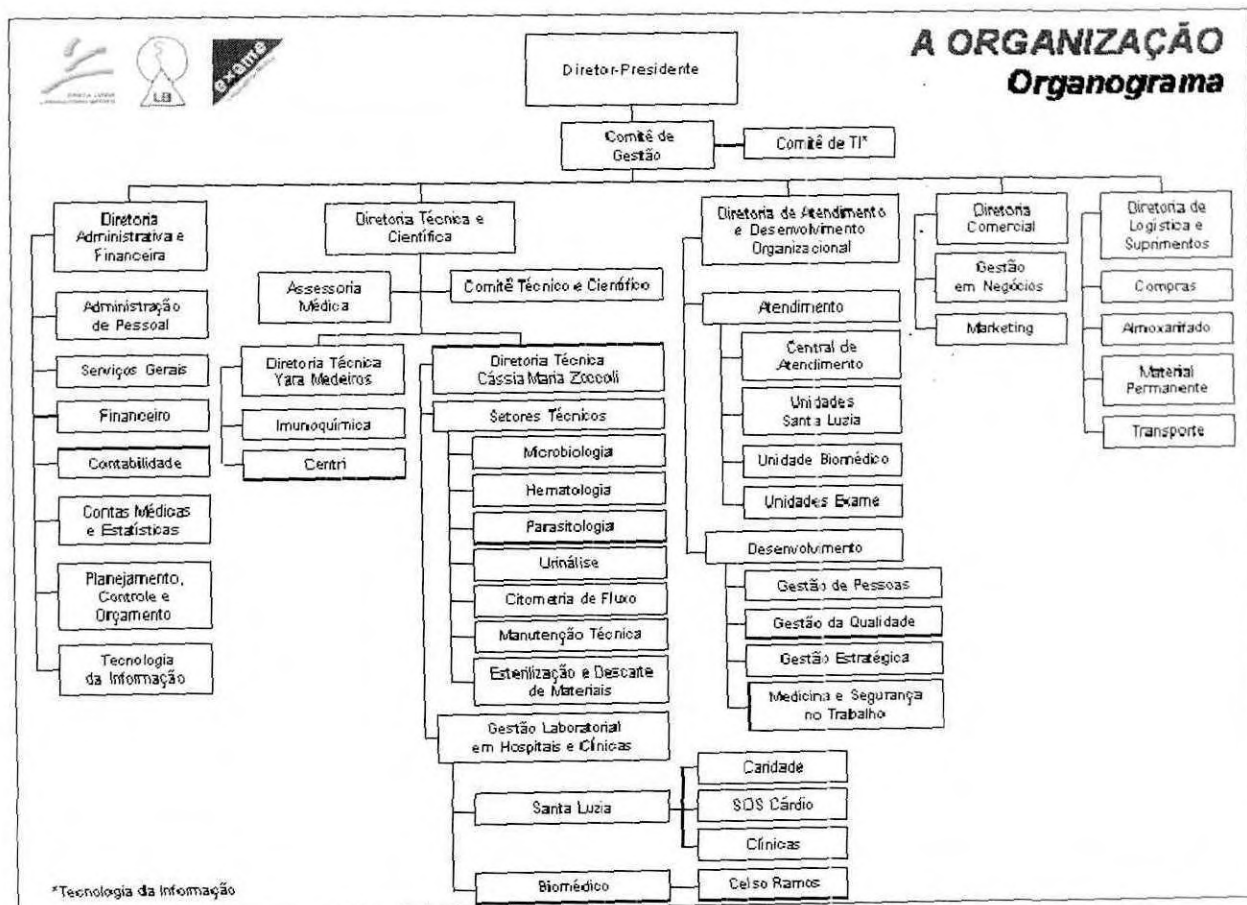 A ORGANIZAÇÃO
Organograma
LB
exame
Diretor-Presidente
Comitê de
Gestão
Comitê de TI*
Diretoria
Administrativa e
Financeira
Administração
de Pessoal
Serviços Gerais
Financeiro
Contabilidade
Contas Médicas
e Estatísticas
Planejamento,
Controle e
Orçamento
Tecnologia
da Informação
Diretoria Técnica e
Científica
Assessoria
Médica
Comitê Técnico e Científico
Diretoria Técnica
Yara Medeiros
Imunoquímica
Centri
Diretoria Técnica
Cássia Maria Zoccoli
Setores Técnicos
Microbiologia
Hematologia
Parasitologia
Urinálise
Citometria de Fluxo
Manutenção Técnica
Esterilização e Descarte
de Materiais
Gestão Laboratorial
em Hospitais e Clínicas
Santa Luzia
Caridade
SOS Cárdio
Clínicas
Biomédico
Celso Ramos
Diretoria de Atendimento
e Desenvolvimento
Organizacional
Atendimento
Central de
Atendimento
Unidades
Santa Luzia
Unidade Biomédico
Unidades Exame
Desenvolvimento
Gestão de Pessoas
Gestão da Qualidade
Gestão Estratégica
Medicina e Segurança
no Trabalho
Diretoria
Comercial
Gestão
em Negócios
Marketing
Diretoria de
Logística e
Suprimentos
Compras
Almoxarifado
Material
Permanente
Transporte
*Tecnologia da Informação